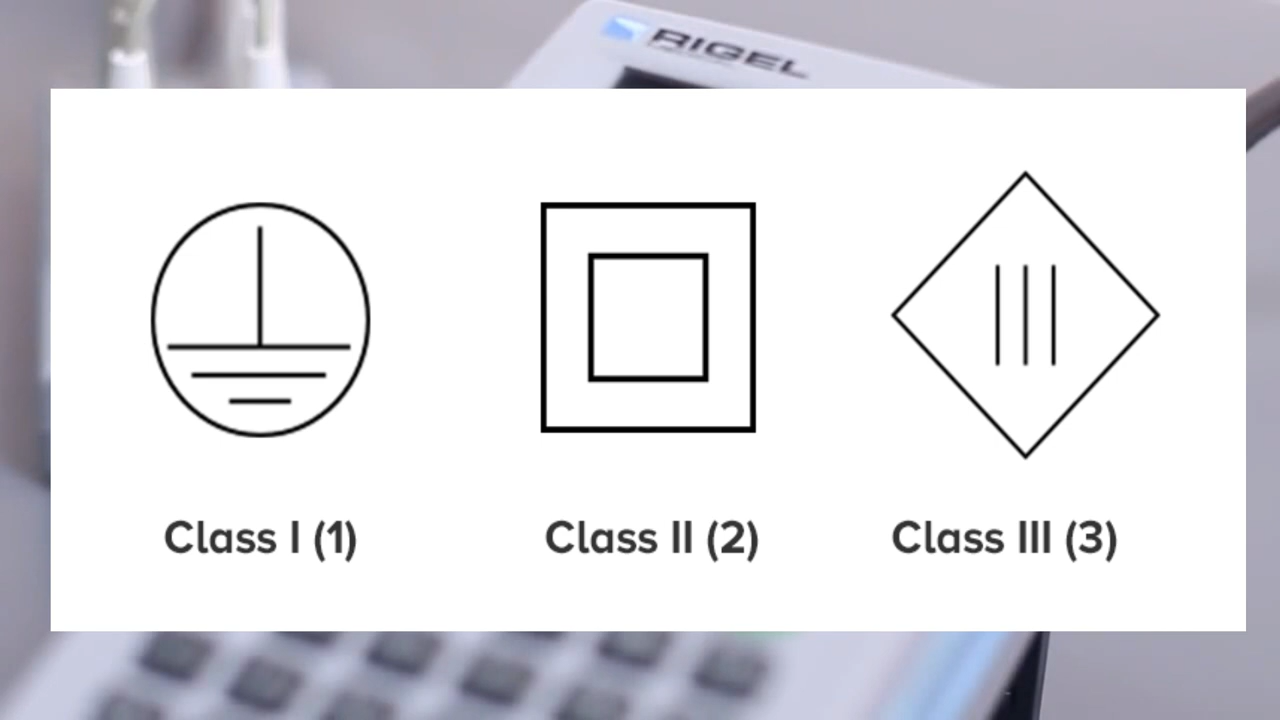 RIGEL
Class I (1)
Class II (2)
Class III (3)